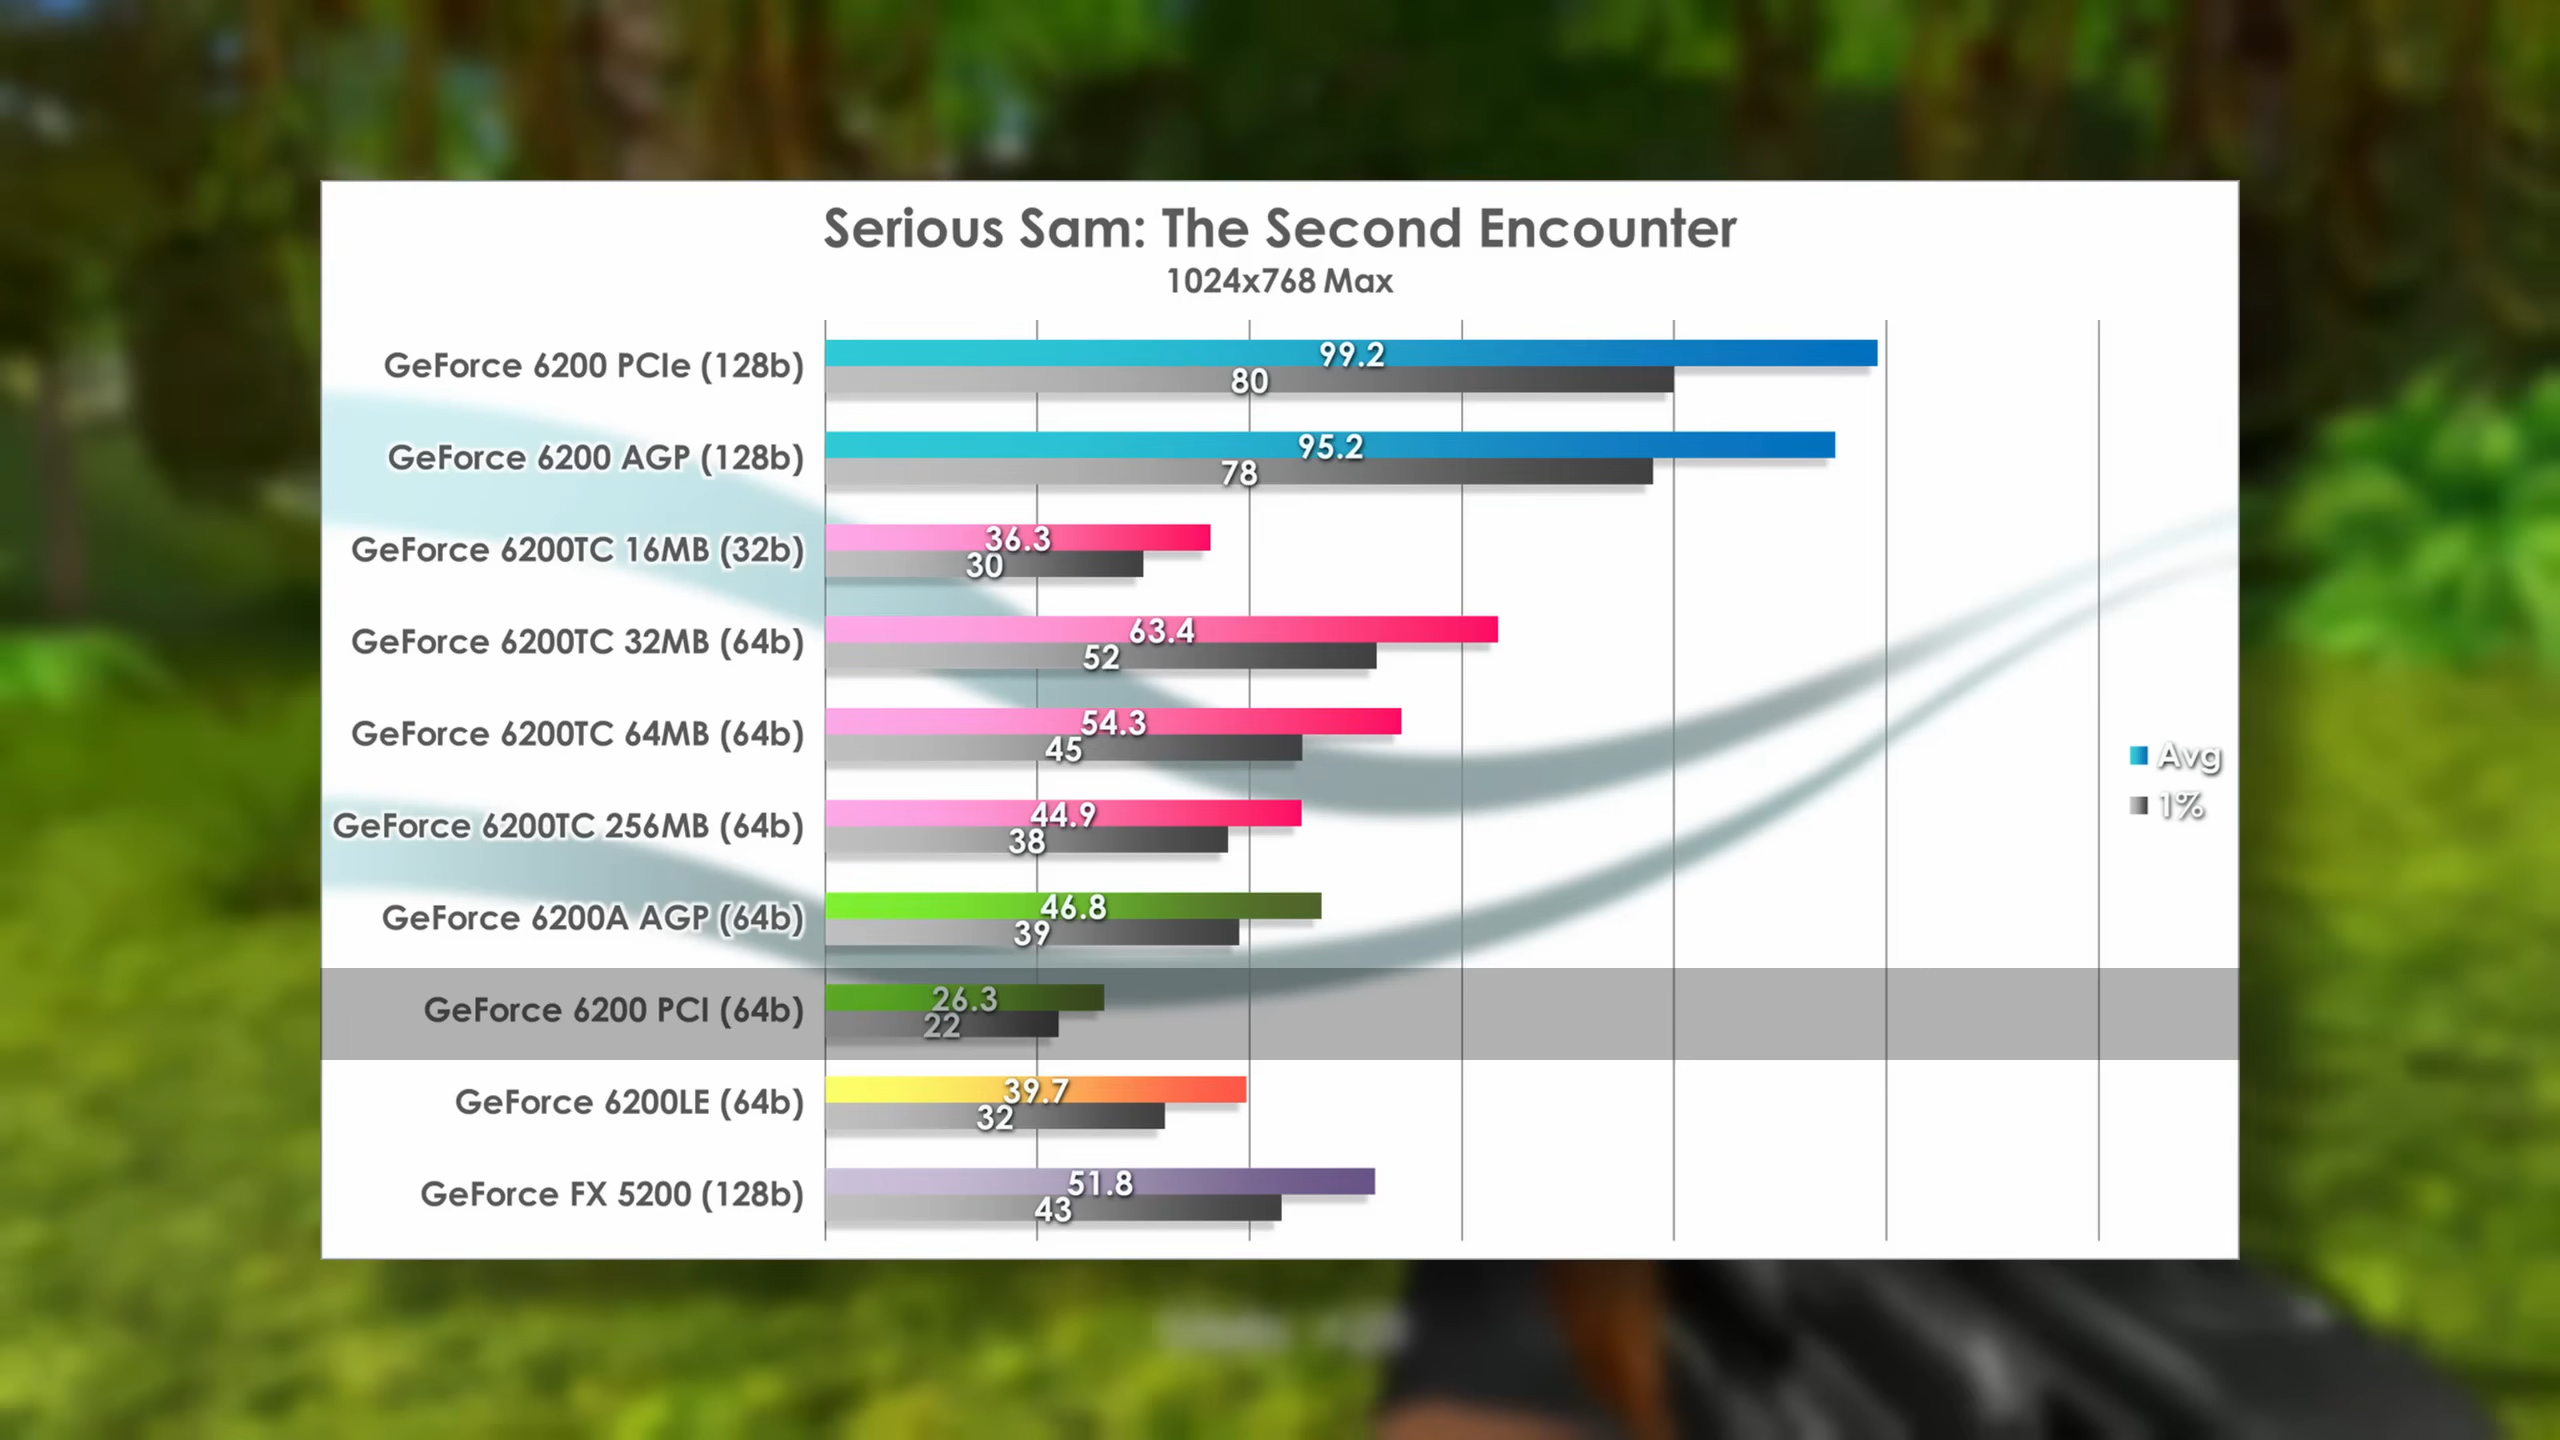 Serious Sam: The Second Encounter
1024x768 Max
GeForce 6200 PCIe (128b)
99.2
80
GeForce 6200 AGP (128b)
95.2
78
GeForce 6200TC 16MB (32b)
36.3
30
GeForce 6200TC 32MB (64b)
63.4
52
GeForce 6200TC 64MB (64b)
54.3
45
GeForce 6200TC 256MB (64b)
44.9
38
GeForce 6200A AGP (64b)
46.8
39
GeForce 6200 PCI (64b)
26.3
22
GeForce 6200LE (64b)
39.7
32
GeForce FX 5200 (128b)
51.8
43
Avg
1%